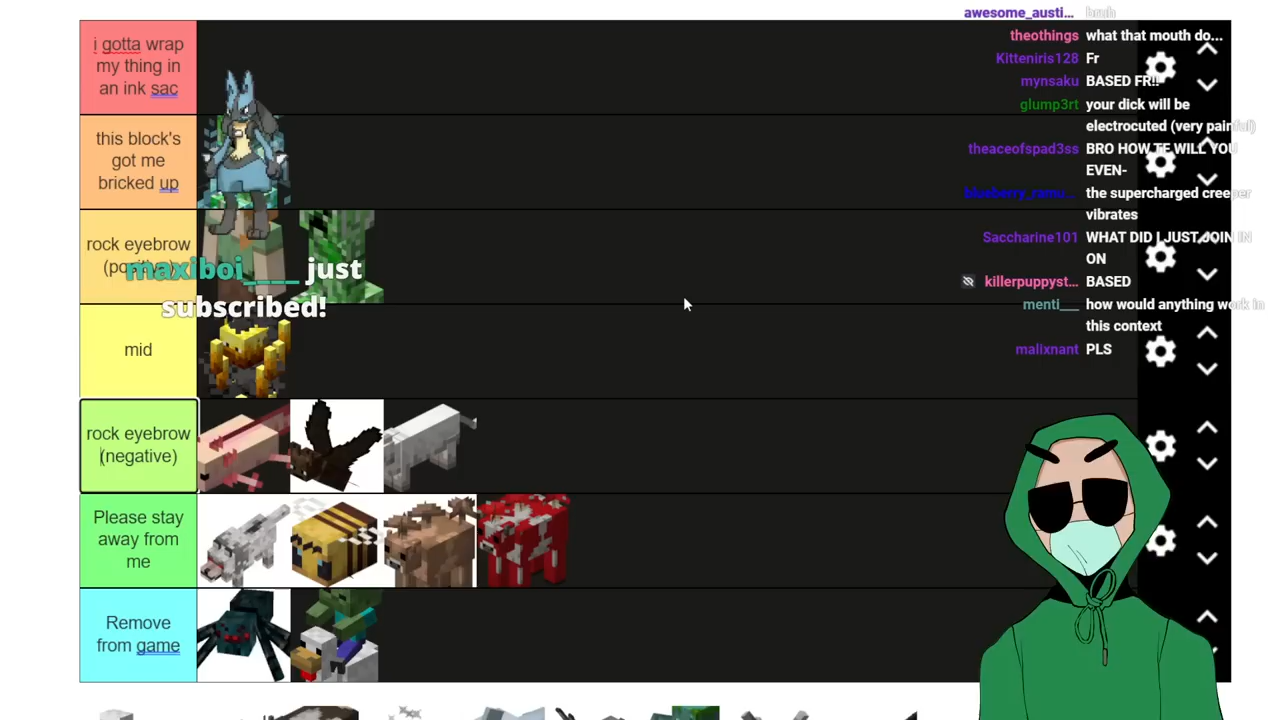 i gotta wrap
my thing in
an ink sac
this block's
got me
bricked up
rock eyebrow
mid
rock eyebrow
(negative)
Please stay
away from
me
Remove
from game
maxiboi___ just
subscribed!
awesome_austi... bruh
theothings what that mouth do...
Kitteniris128 Fr
mynsaku BASED FR!!
glump3rt your dick will be
electrocuted (very painful)
theaceofspad3ss BRO HOW TF WILL YOU
EVEN-
blueberry_ramu... the supercharged creeper
vibrates
Saccharine101 WHAT DID I JUST JOIN IN
ON
killerpuppyst... BASED
menti___ how would anything work in
this context
malixnant PLS